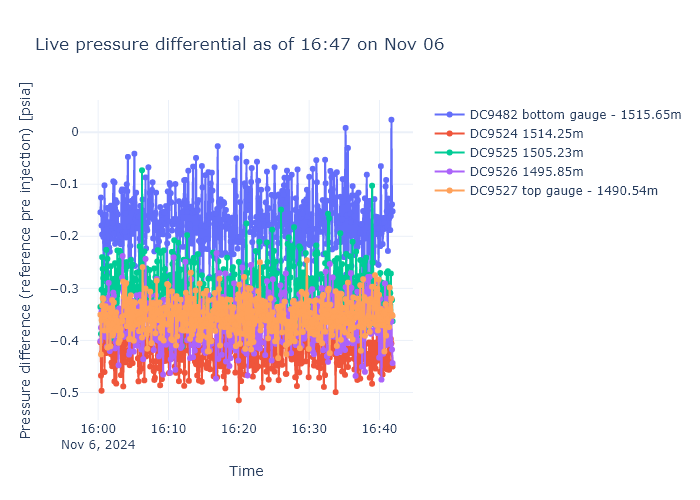 Live pressure differential as of 16:47 on Nov 06
Pressure difference (reference pre injection) [psia]
0
−0.1
−0.2
−0.3
−0.4
−0.5
16:00
Nov 6, 2024
16:10
16:20
16:30
16:40
Time
DC9482 bottom gauge - 1515.65m
DC9524 1514.25m
DC9525 1505.23m
DC9526 1495.85m
DC9527 top gauge - 1490.54m